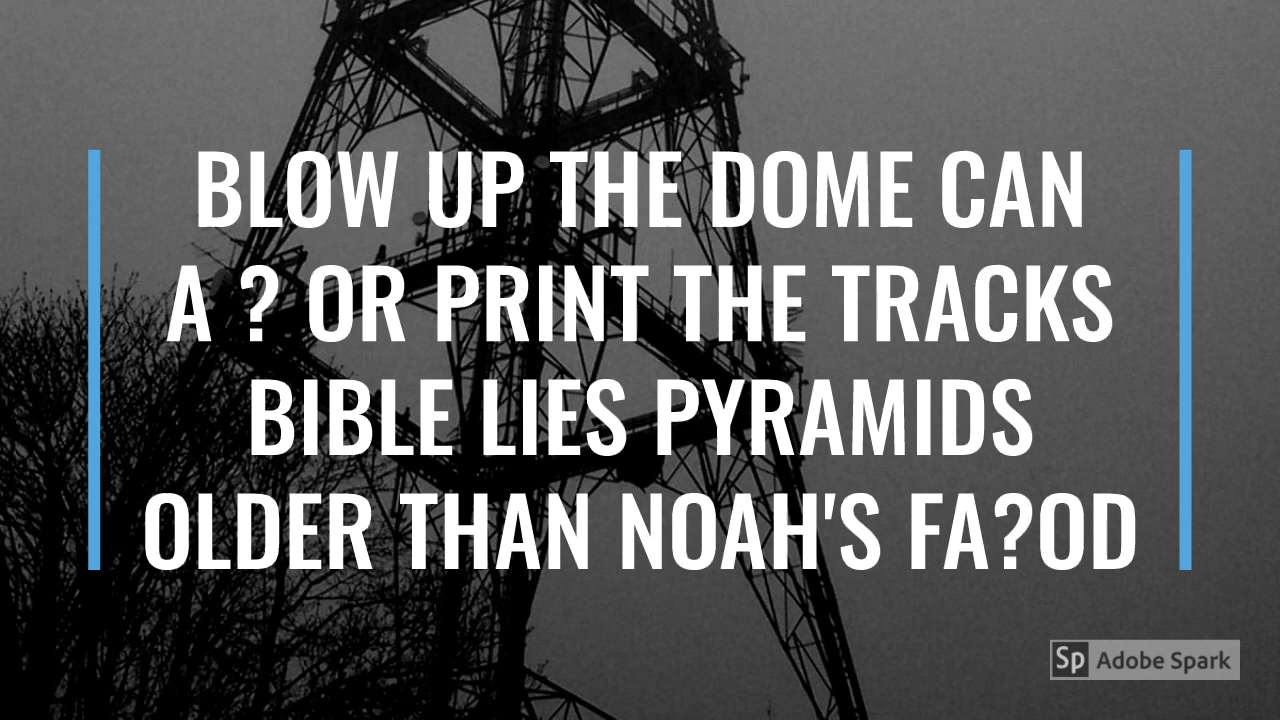 BLOW UP THE DOME CAN
A ? OR PRINT THE TRACKS
BIBLE LIES PYRAMIDS
OLDER THAN NOAH'S FA?OD
Sp Adobe Spark